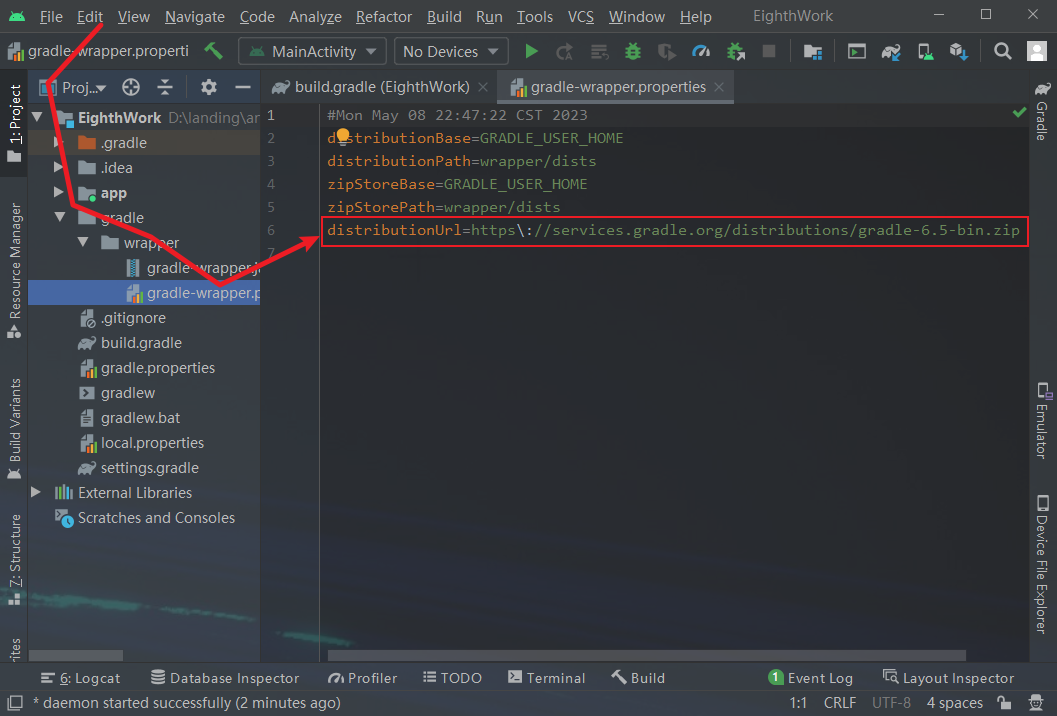 File Edit View Navigate Code Analyze Refactor Build Run Tools VCS Window Help EighthWork
gradle-wrapper.properti MainActivity No Devices
Proj... build.gradle (EighthWork) gradle-wrapper.properties
1: Project
Resource Manager
Build Variants
7: Structure
rites
EighthWork D:\landing\ar
.gradle
.idea
app
gradle
wrapper
gradle-wrapper.j
gradle-wrapper.p
.gitignore
build.gradle
gradle.properties
gradlew
gradlew.bat
local.properties
settings.gradle
External Libraries
Scratches and Consoles
1 #Mon May 08 22:47:22 CST 2023
2 distributionBase=GRADLE_USER_HOME
3 distributionPath=wrapper/dists
4 zipStoreBase=GRADLE_USER_HOME
5 zipStorePath=wrapper/dists
6 distributionUrl=https\://services.gradle.org/distributions/gradle-6.5-bin.zip
7
Gradle
Emulator
Device File Explorer
6: Logcat Database Inspector Profiler TODO Terminal Build 1 Event Log Layout Inspector
* daemon started successfully (2 minutes ago) 1:1 CRLF UTF-8 4 spaces